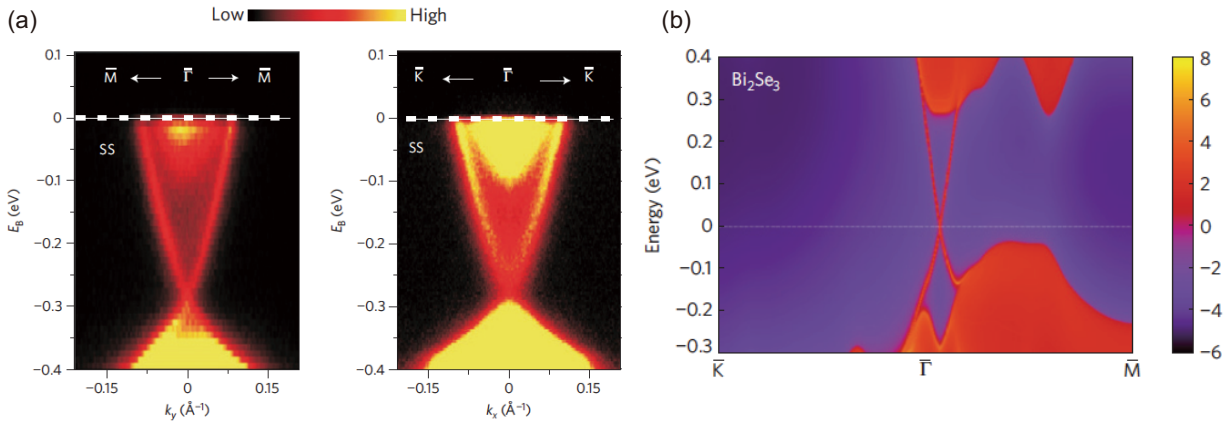 (a)
Low High
0.1
M̅ ← Γ̅ → M̅
0
SS
−0.1
−0.2
−0.3
−0.4
E_B (eV)
−0.15 0 0.15
k_y (Å⁻¹)
0.1
K̅ ← Γ̅ → K̅
0
SS
−0.1
−0.2
−0.3
−0.4
E_B (eV)
−0.15 0 0.15
k_x (Å⁻¹)
(b)
Bi₂Se₃
0.4
0.3
0.2
0.1
0
−0.1
−0.2
−0.3
Energy (eV)
K̅ Γ̅ M̅
8
6
4
2
0
−2
−4
−6